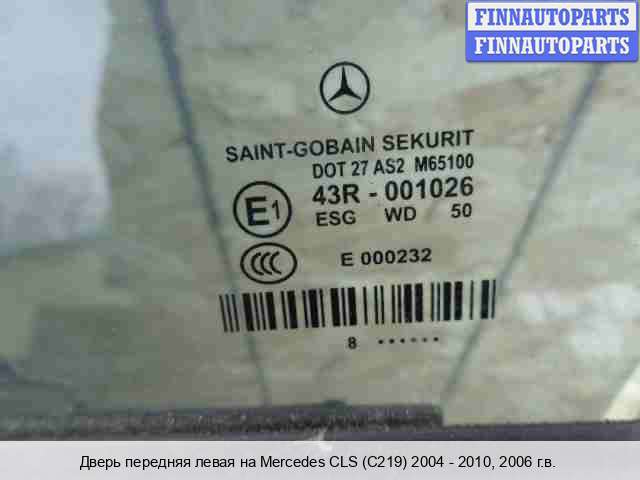 FINNAUTOPARTS
FINNAUTOPARTS
SAINT-GOBAIN SEKURIT
DOT 27 AS2 M65100
E1 43R - 001026
ESG WD 50
CCC E 000232
8 ······
Дверь передняя левая на Mercedes CLS (C219) 2004 - 2010, 2006 г.в.